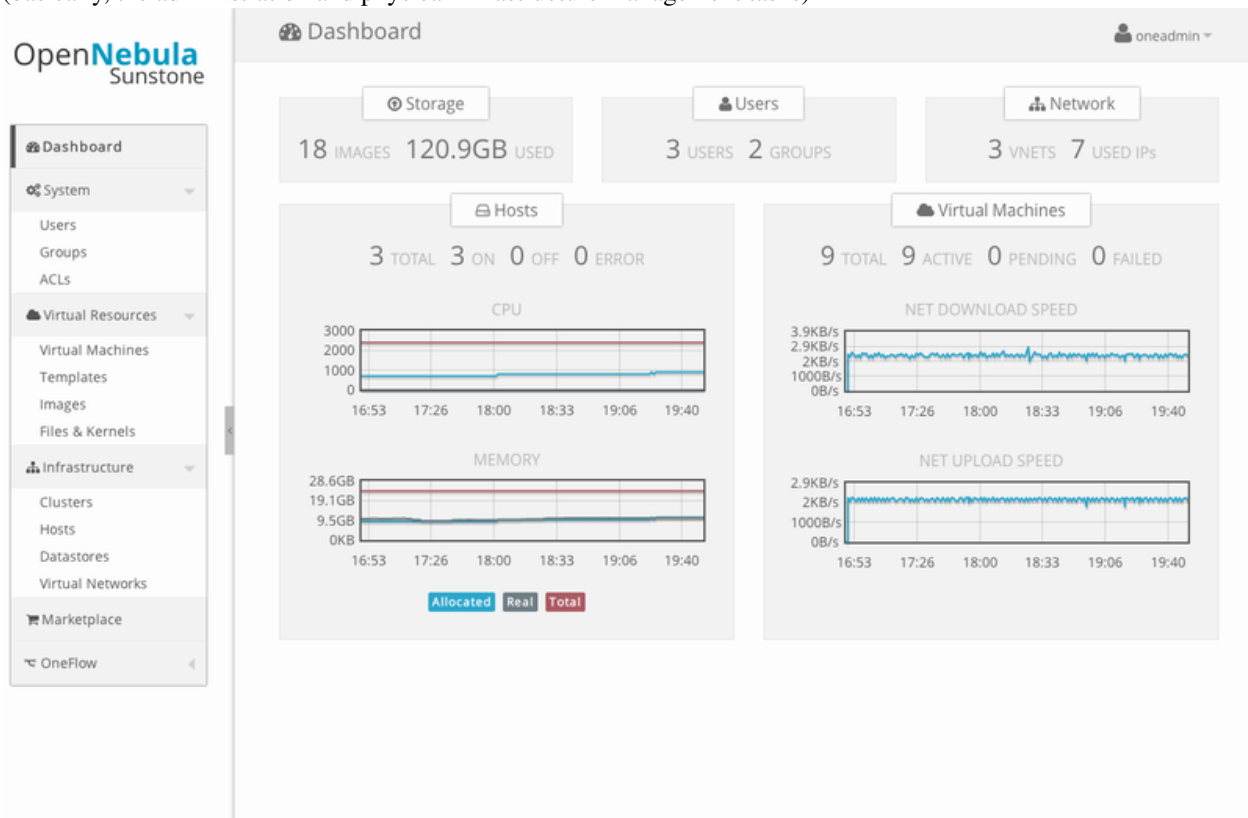 OpenNebula
Sunstone
Dashboard
oneadmin
Dashboard
System
Users
Groups
ACLs
Virtual Resources
Virtual Machines
Templates
Images
Files & Kernels
Infrastructure
Clusters
Hosts
Datastores
Virtual Networks
Marketplace
OneFlow
Storage
18 IMAGES 120.9GB USED
Users
3 USERS 2 GROUPS
Network
3 VNETS 7 USED IPs
Hosts
3 TOTAL 3 ON 0 OFF 0 ERROR
CPU
3000
2000
1000
0
16:53 17:26 18:00 18:33 19:06 19:40
MEMORY
28.6GB
19.1GB
9.5GB
0KB
16:53 17:26 18:00 18:33 19:06 19:40
Allocated Real Total
Virtual Machines
9 TOTAL 9 ACTIVE 0 PENDING 0 FAILED
NET DOWNLOAD SPEED
3.9KB/s
2.9KB/s
2KB/s
1000B/s
0B/s
16:53 17:26 18:00 18:33 19:06 19:40
NET UPLOAD SPEED
2.9KB/s
2KB/s
1000B/s
0B/s
16:53 17:26 18:00 18:33 19:06 19:40